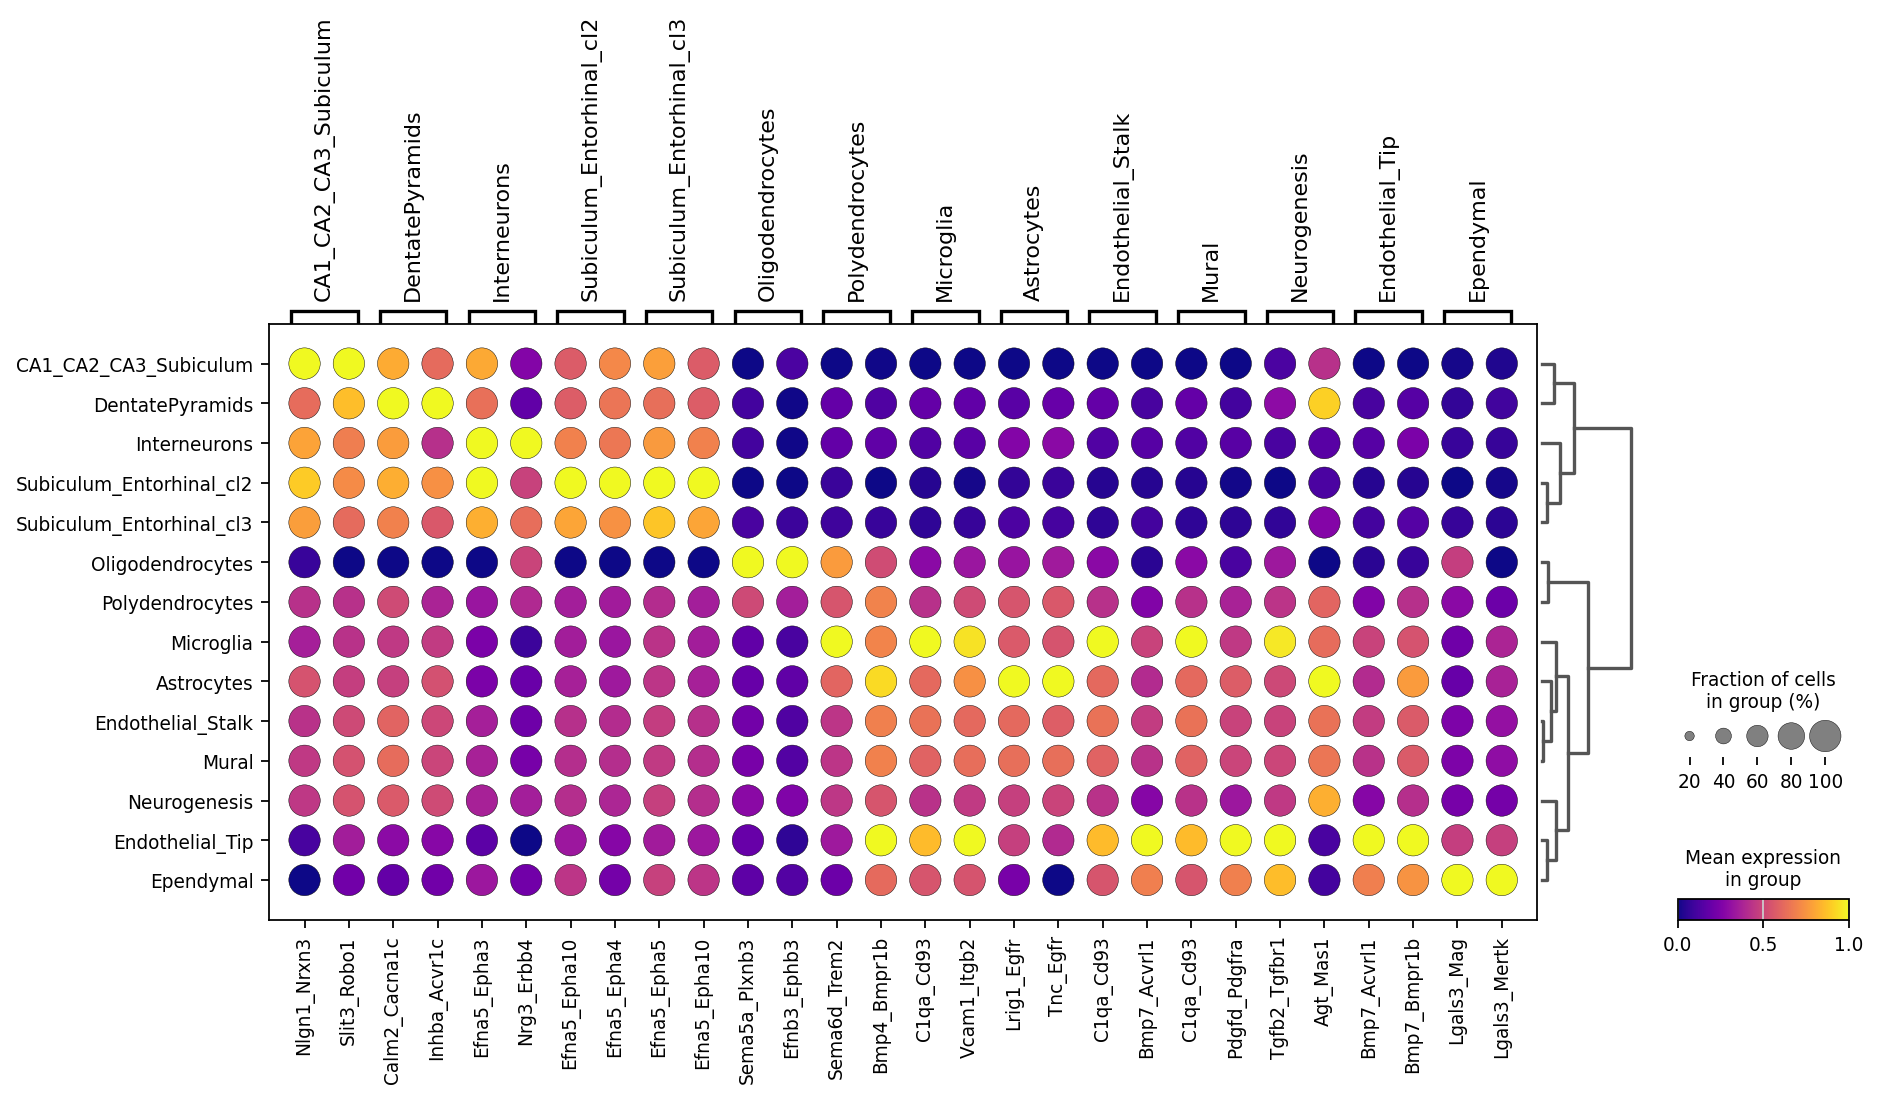 CA1_CA2_CA3_Subiculum
DentatePyramids
Interneurons
Subiculum_Entorhinal_cl2
Subiculum_Entorhinal_cl3
Oligodendrocytes
Polydendrocytes
Microglia
Astrocytes
Endothelial_Stalk
Mural
Neurogenesis
Endothelial_Tip
Ependymal
CA1_CA2_CA3_Subiculum
DentatePyramids
Interneurons
Subiculum_Entorhinal_cl2
Subiculum_Entorhinal_cl3
Oligodendrocytes
Polydendrocytes
Microglia
Astrocytes
Endothelial_Stalk
Mural
Neurogenesis
Endothelial_Tip
Ependymal
Nlgn1_Nrxn3
Slit3_Robo1
Calm2_Cacna1c
Inhba_Acvr1c
Efna5_Epha3
Nrg3_Erbb4
Efna5_Epha10
Efna5_Epha4
Efna5_Epha5
Efna5_Epha10
Sema5a_Plxnb3
Efnb3_Ephb3
Sema6d_Trem2
Bmp4_Bmpr1b
C1qa_Cd93
Vcam1_Itgb2
Lrig1_Egfr
Tnc_Egfr
C1qa_Cd93
Bmp7_Acvrl1
C1qa_Cd93
Pdgfd_Pdgfra
Tgfb2_Tgfbr1
Agt_Mas1
Bmp7_Acvrl1
Bmp7_Bmpr1b
Lgals3_Mag
Lgals3_Mertk
Fraction of cells
in group (%)
20 40 60 80 100
Mean expression
in group
0.0 0.5 1.0